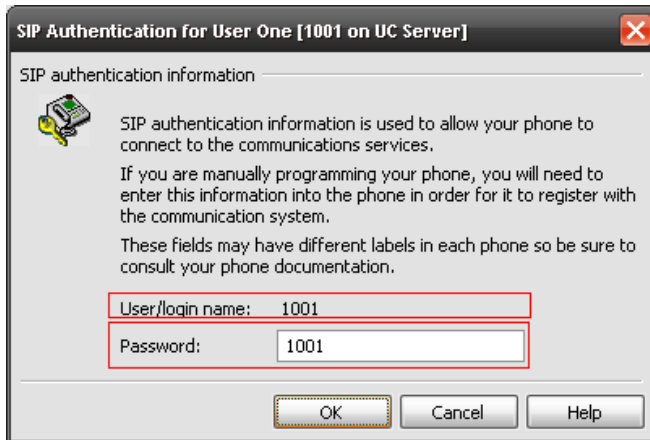 SIP Authentication for User One [1001 on UC Server]
SIP authentication information
SIP authentication information is used to allow your phone to
connect to the communications services.
If you are manually programming your phone, you will need to
enter this information into the phone in order for it to register with
the communication system.
These fields may have different labels in each phone so be sure to
consult your phone documentation.
User/login name: 1001
Password: 1001
OK Cancel Help